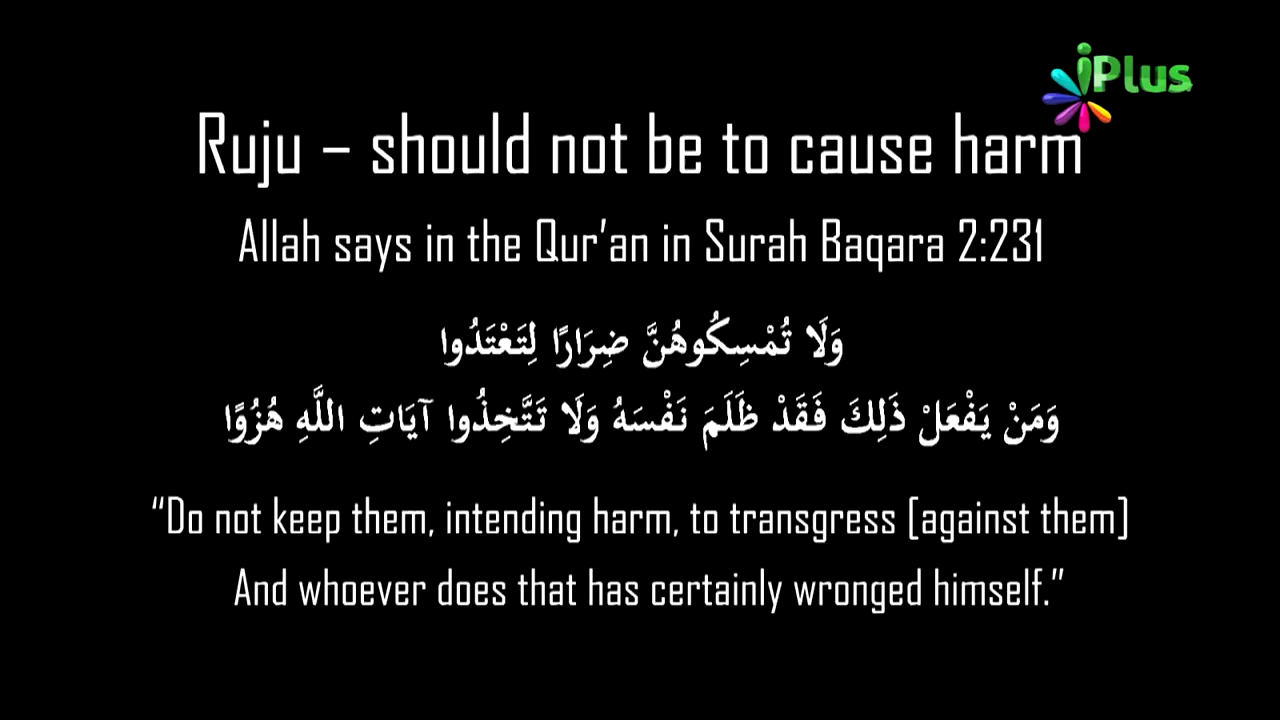 iPlus
Ruju – should not be to cause harm
Allah says in the Qur’an in Surah Baqara 2:231
وَلَا تُمْسِكُوهُنَّ ضِرَارًا لِتَعْتَدُوا
وَمَنْ يَفْعَلْ ذَلِكَ فَقَدْ ظَلَمَ نَفْسَهُ وَلَا تَتَّخِذُوا آيَاتِ اللَّهِ هُزُوًا
“Do not keep them, intending harm, to transgress [against them]
And whoever does that has certainly wronged himself.”